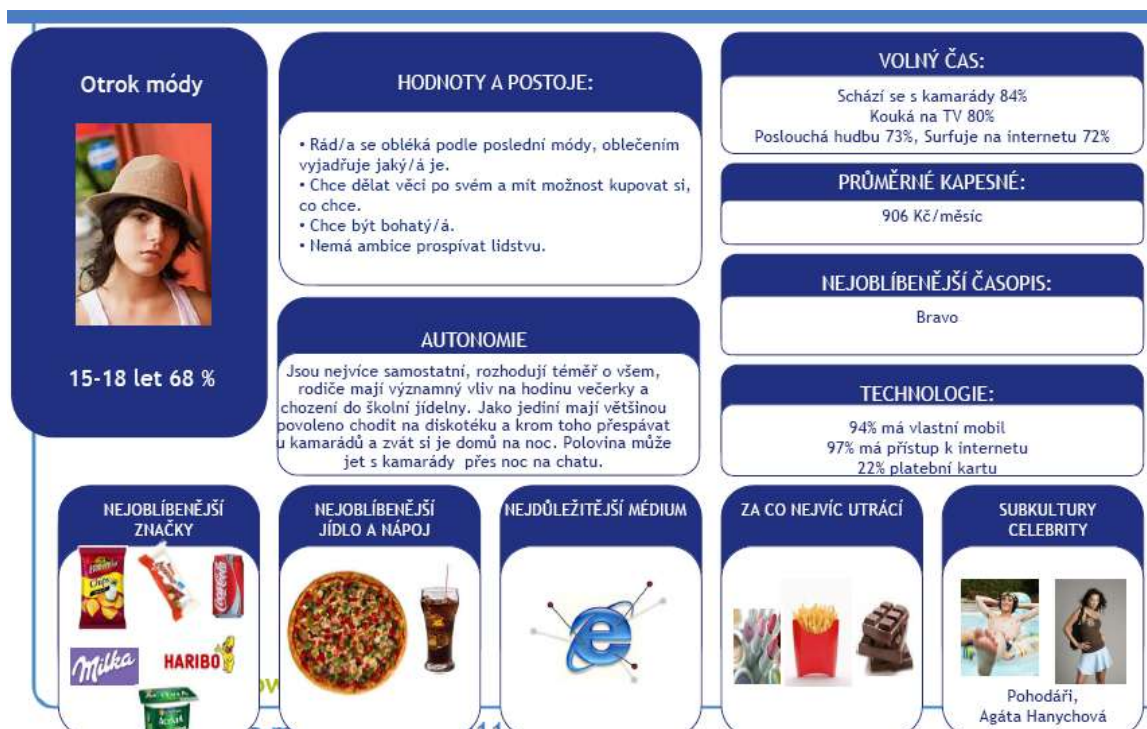 Otrok módy
15-18 let 68 %
HODNOTY A POSTOJE:
• Rád/a se obléká podle poslední módy, oblečením
vyjadřuje jaký/á je.
• Chce dělat věci po svém a mít možnost kupovat si,
co chce.
• Chce být bohatý/á.
• Nemá ambice prospívat lidstvu.
AUTONOMIE
Jsou nejvíce samostatní, rozhodují téměř o všem,
rodiče mají významný vliv na hodinu večerky a
chození do školní jídelny. Jako jediní mají většinou
povoleno chodit na diskotéku a krom toho přespávat
u kamarádů a zvát si je domů na noc. Polovina může
jet s kamarády přes noc na chatu.
VOLNÝ ČAS:
Schází se s kamarády 84%
Kouká na TV 80%
Poslouchá hudbu 73%, Surfuje na internetu 72%
PRŮMĚRNÉ KAPESNÉ:
906 Kč/měsíc
NEJOBLÍBENĚJŠÍ ČASOPIS:
Bravo
TECHNOLOGIE:
94% má vlastní mobil
97% má přístup k internetu
22% platební kartu
NEJOBLÍBENĚJŠÍ
ZNAČKY
Chips
Coca-Cola
Milka
HARIBO
NEJOBLÍBENĚJŠÍ
JÍDLO A NÁPOJ
NEJDŮLEŽITĚJŠÍ MÉDIUM
ZA CO NEJVÍC UTRÁCÍ
SUBKULTURY
CELEBRITY
Pohodáři,
Agáta Hanychová